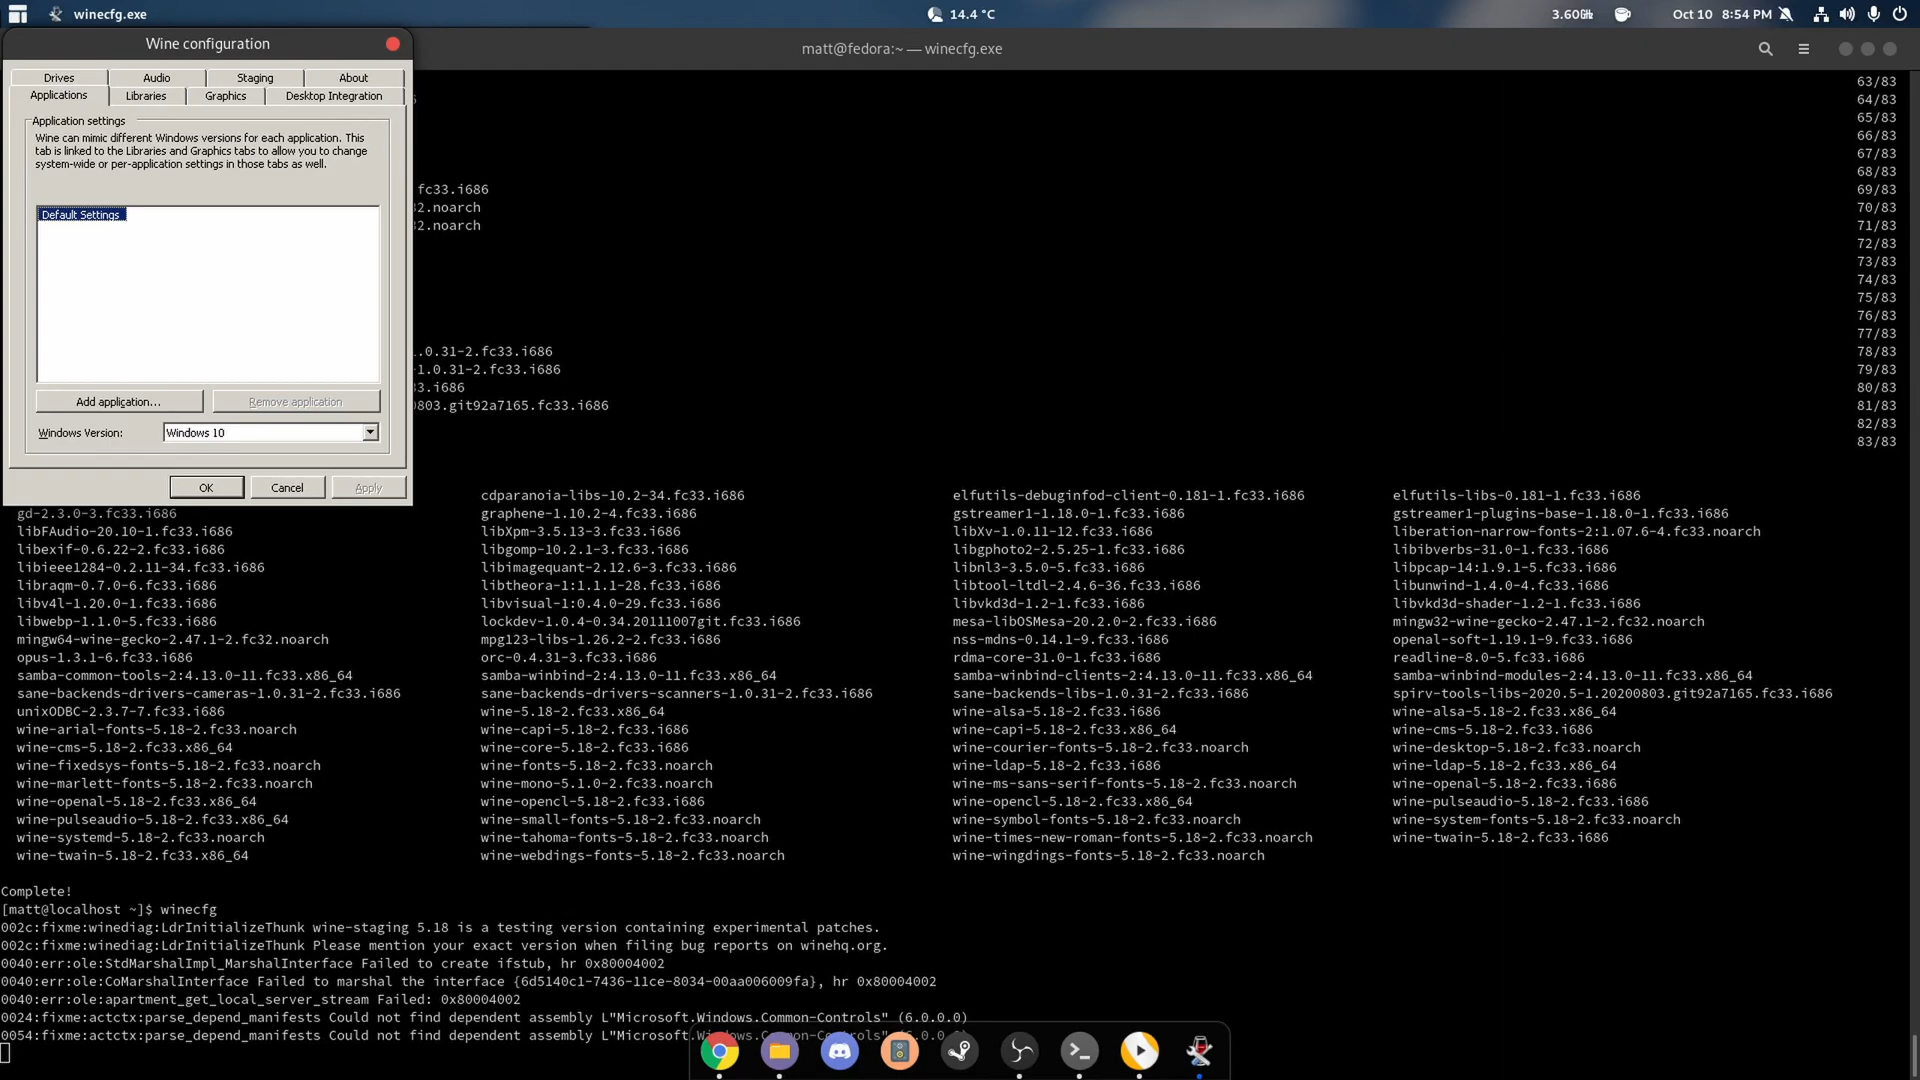 winecfg.exe
14.4 °C
3.60GHz
Oct 10 8:54 PM
Wine configuration
matt@fedora:~ — winecfg.exe
Drives Audio Staging About
Applications Libraries Graphics Desktop Integration
Application settings
Wine can mimic different Windows versions for each application. This
tab is linked to the Libraries and Graphics tabs to allow you to change
system-wide or per-application settings in those tabs as well.
Default Settings
Add application...
Remove application
Windows Version:
Windows 10
OK
Cancel
Apply
63/83
64/83
65/83
66/83
67/83
68/83
fc33.i686 69/83
2.noarch 70/83
2.noarch 71/83
72/83
73/83
74/83
75/83
76/83
77/83
.0.31-2.fc33.i686 78/83
1.0.31-2.fc33.i686 79/83
3.i686 80/83
803.git92a7165.fc33.i686 81/83
82/83
83/83
cdparanoia-libs-10.2-34.fc33.i686 elfutils-debuginfod-client-0.181-1.fc33.i686 elfutils-libs-0.181-1.fc33.i686
gd-2.3.0-3.fc33.i686 graphene-1.10.2-4.fc33.i686 gstreamer1-1.18.0-1.fc33.i686 gstreamer1-plugins-base-1.18.0-1.fc33.i686
libFAudio-20.10-1.fc33.i686 libXpm-3.5.13-3.fc33.i686 libXv-1.0.11-12.fc33.i686 liberation-narrow-fonts-2:1.07.6-4.fc33.noarch
libexif-0.6.22-2.fc33.i686 libgomp-10.2.1-3.fc33.i686 libgphoto2-2.5.25-1.fc33.i686 libibverbs-31.0-1.fc33.i686
libieee1284-0.2.11-34.fc33.i686 libimagequant-2.12.6-3.fc33.i686 libnl3-3.5.0-5.fc33.i686 libpcap-14:1.9.1-5.fc33.i686
libraqm-0.7.0-6.fc33.i686 libtheora-1:1.1.1-28.fc33.i686 libtool-ltdl-2.4.6-36.fc33.i686 libunwind-1.4.0-4.fc33.i686
libv4l-1.20.0-1.fc33.i686 libvisual-1:0.4.0-29.fc33.i686 libvkd3d-1.2-1.fc33.i686 libvkd3d-shader-1.2-1.fc33.i686
libwebp-1.1.0-5.fc33.i686 lockdev-1.0.4-0.34.20111007git.fc33.i686 mesa-libOSMesa-20.2.0-2.fc33.i686 mingw32-wine-gecko-2.47.1-2.fc32.noarch
mingw64-wine-gecko-2.47.1-2.fc32.noarch mpg123-libs-1.26.2-2.fc33.i686 nss-mdns-0.14.1-9.fc33.i686 openal-soft-1.19.1-9.fc33.i686
opus-1.3.1-6.fc33.i686 orc-0.4.31-3.fc33.i686 rdma-core-31.0-1.fc33.i686 readline-8.0-5.fc33.i686
samba-common-tools-2:4.13.0-11.fc33.x86_64 samba-winbind-2:4.13.0-11.fc33.x86_64 samba-winbind-clients-2:4.13.0-11.fc33.x86_64 samba-winbind-modules-2:4.13.0-11.fc33.x86_64
sane-backends-drivers-cameras-1.0.31-2.fc33.i686 sane-backends-drivers-scanners-1.0.31-2.fc33.i686 sane-backends-libs-1.0.31-2.fc33.i686 spirv-tools-libs-2020.5-1.20200803.git92a7165.fc33.i686
unixODBC-2.3.7-7.fc33.i686 wine-5.18-2.fc33.x86_64 wine-alsa-5.18-2.fc33.i686 wine-alsa-5.18-2.fc33.x86_64
wine-arial-fonts-5.18-2.fc33.noarch wine-capi-5.18-2.fc33.i686 wine-capi-5.18-2.fc33.x86_64 wine-cms-5.18-2.fc33.i686
wine-cms-5.18-2.fc33.x86_64 wine-core-5.18-2.fc33.i686 wine-courier-fonts-5.18-2.fc33.noarch wine-desktop-5.18-2.fc33.noarch
wine-fixedsys-fonts-5.18-2.fc33.noarch wine-fonts-5.18-2.fc33.noarch wine-ldap-5.18-2.fc33.i686 wine-ldap-5.18-2.fc33.x86_64
wine-marlett-fonts-5.18-2.fc33.noarch wine-mono-5.1.0-2.fc33.noarch wine-ms-sans-serif-fonts-5.18-2.fc33.noarch wine-openal-5.18-2.fc33.i686
wine-openal-5.18-2.fc33.x86_64 wine-opencl-5.18-2.fc33.i686 wine-opencl-5.18-2.fc33.x86_64 wine-pulseaudio-5.18-2.fc33.i686
wine-pulseaudio-5.18-2.fc33.x86_64 wine-small-fonts-5.18-2.fc33.noarch wine-symbol-fonts-5.18-2.fc33.noarch wine-system-fonts-5.18-2.fc33.noarch
wine-systemd-5.18-2.fc33.noarch wine-tahoma-fonts-5.18-2.fc33.noarch wine-times-new-roman-fonts-5.18-2.fc33.noarch wine-twain-5.18-2.fc33.i686
wine-twain-5.18-2.fc33.x86_64 wine-webdings-fonts-5.18-2.fc33.noarch wine-wingdings-fonts-5.18-2.fc33.noarch
Complete!
[matt@localhost ~]$ winecfg
002c:fixme:winediag:LdrInitializeThunk wine-staging 5.18 is a testing version containing experimental patches.
002c:fixme:winediag:LdrInitializeThunk Please mention your exact version when filing bug reports on winehq.org.
0040:err:ole:StdMarshalImpl_MarshalInterface Failed to create ifstub, hr 0x80004002
0040:err:ole:CoMarshalInterface Failed to marshal the interface {6d5140c1-7436-11ce-8034-00aa006009fa}, hr 0x80004002
0040:err:ole:apartment_get_local_server_stream Failed: 0x80004002
0024:fixme:actctx:parse_depend_manifests Could not find dependent assembly L"Microsoft.Windows.Common-Controls" (6.0.0.0)
0054:fixme:actctx:parse_depend_manifests Could not find dependent assembly L"Microsoft.Windows.Common-Controls" (6.0.0.0)